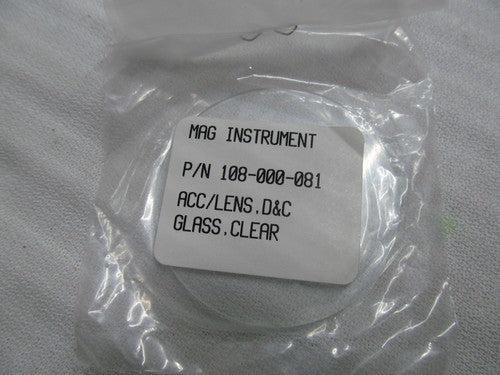 MAG INSTRUMENT
P/N 108-000-081
ACC/LENS,D&C
GLASS,CLEAR